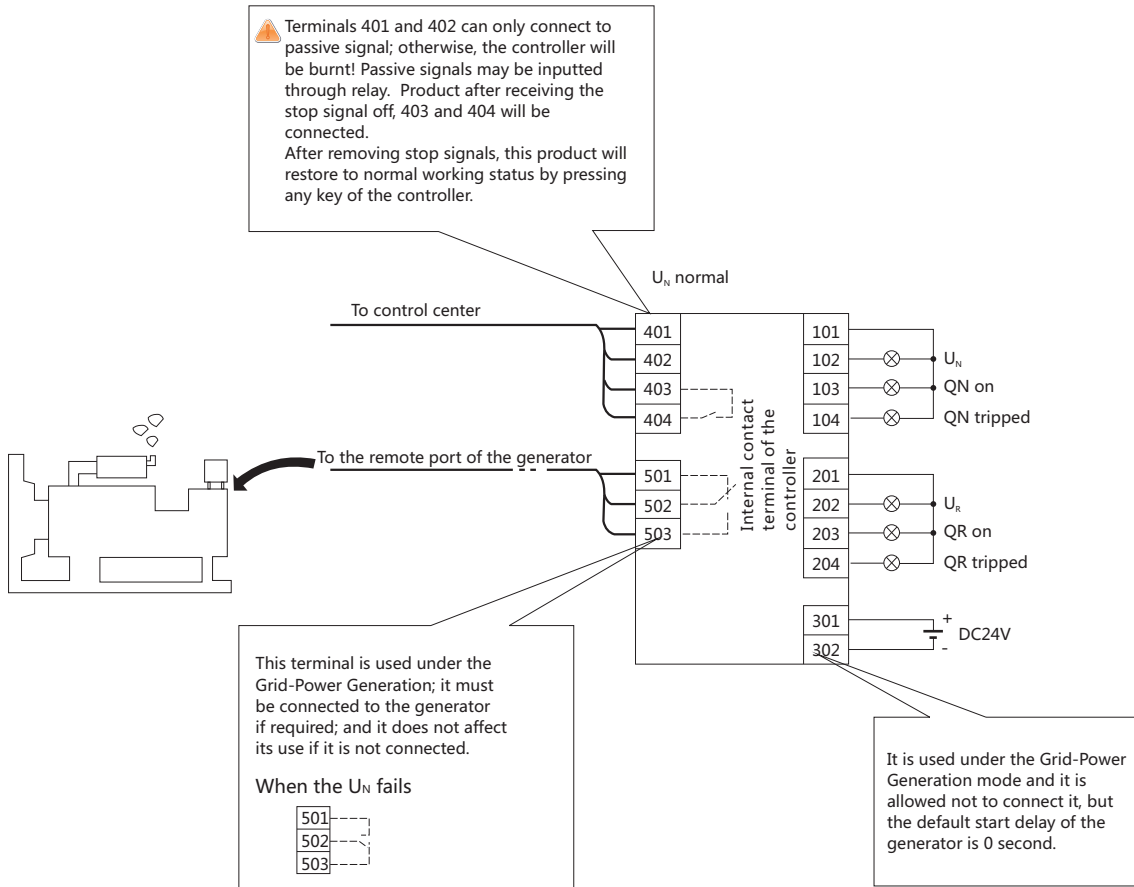 Terminals 401 and 402 can only connect to
passive signal; otherwise, the controller will
be burnt! Passive signals may be inputted
through relay.  Product after receiving the
stop signal off, 403 and 404 will be
connected.
After removing stop signals, this product will
restore to normal working status by pressing
any key of the controller.
UN normal
To control center
401
402
403
404
To the remote port of the generator
501
502
503
Internal contact
terminal of the
controller
101
102
103
104
UN
QN on
QN tripped
201
202
203
204
UR
QR on
QR tripped
301
302
+
-
DC24V
This terminal is used under the
Grid-Power Generation; it must
be connected to the generator
if required; and it does not affect
its use if it is not connected.
When the UN fails
501
502
503
It is used under the Grid-Power
Generation mode and it is
allowed not to connect it, but
the default start delay of the
generator is 0 second.